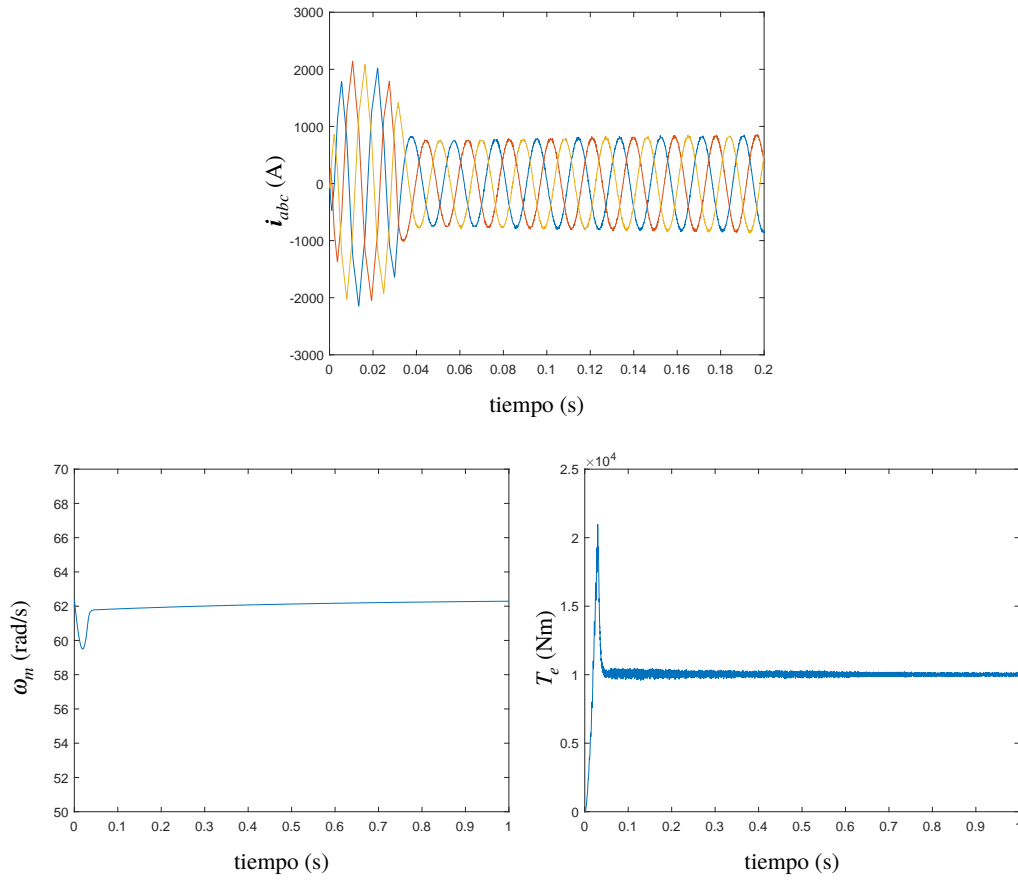 3000
2000
1000
0
-1000
-2000
-3000
i_abc (A)
0 0.02 0.04 0.06 0.08 0.1 0.12 0.14 0.16 0.18 0.2
tiempo (s)
70
68
66
64
62
60
58
56
54
52
50
ω_m (rad/s)
0 0.1 0.2 0.3 0.4 0.5 0.6 0.7 0.8 0.9 1
tiempo (s)
×10⁴
2.5
2
1.5
1
0.5
0
T_e (Nm)
0 0.1 0.2 0.3 0.4 0.5 0.6 0.7 0.8 0.9 1
tiempo (s)